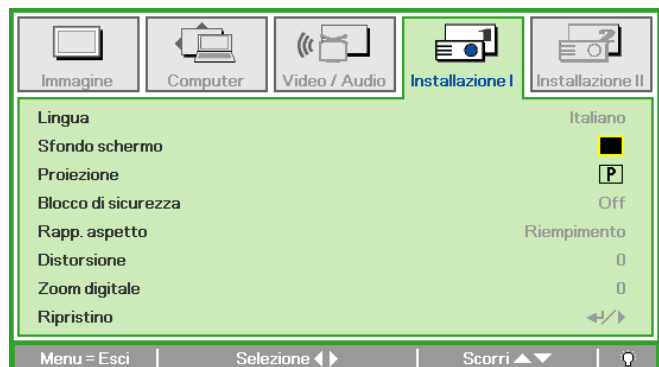 Immagine Computer Video / Audio Installazione I Installazione II
Lingua Italiano
Sfondo schermo
Proiezione P
Blocco di sicurezza Off
Rapp. aspetto Riempimento
Distorsione 0
Zoom digitale 0
Ripristino
Menu = Esci Selezione Scorri